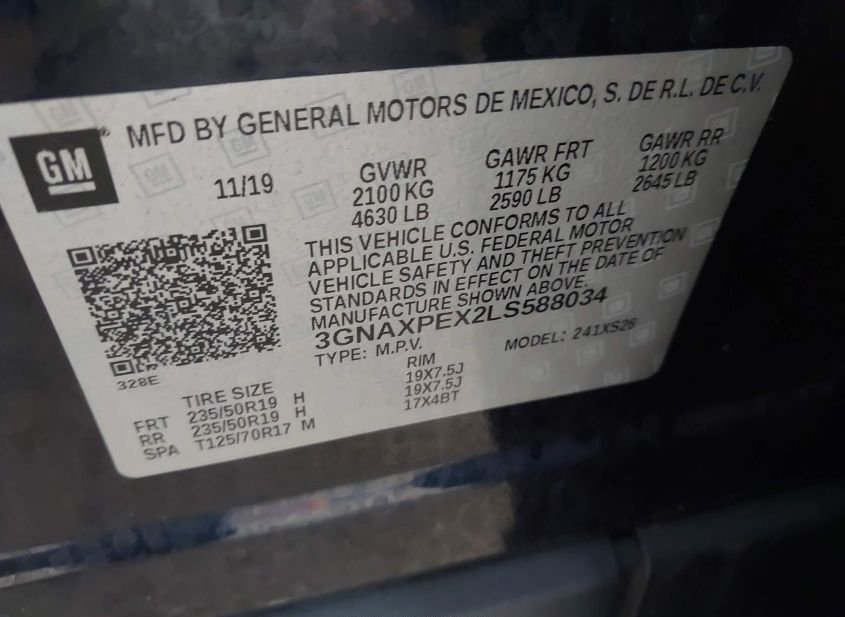 MFD BY GENERAL MOTORS DE MEXICO, S. DE R.L. DE C.V.
GM
11/19
GVWR
2100 KG
4630 LB
GAWR FRT
1175 KG
2590 LB
GAWR RR
1200 KG
2645 LB
THIS VEHICLE CONFORMS TO ALL
APPLICABLE U.S. FEDERAL MOTOR
VEHICLE SAFETY AND THEFT PREVENTION
STANDARDS IN EFFECT ON THE DATE OF
MANUFACTURE SHOWN ABOVE.
3GNAXPEX2LS588034
TYPE: M.P.V. MODEL: 241XS26
328E
TIRE SIZE RIM
FRT 235/50R19 H 19X7.5J
RR 235/50R19 H 19X7.5J
SPA T125/70R17 M 17X4BT